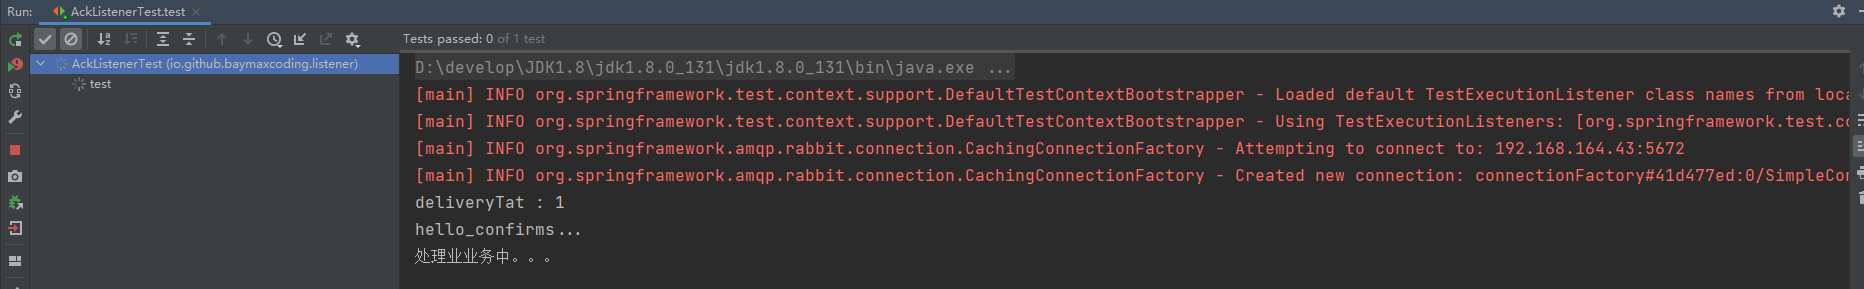 Run: AckListenerTest.test
Tests passed: 0 of 1 test
AckListenerTest (io.github.baymaxcoding.listener)
test
D:\develop\JDK1.8\jdk1.8.0_131\jdk1.8.0_131\bin\java.exe ...
[main] INFO org.springframework.test.context.support.DefaultTestContextBootstrapper - Loaded default TestExecutionListener class names from loca
[main] INFO org.springframework.test.context.support.DefaultTestContextBootstrapper - Using TestExecutionListeners: [org.springframework.test.co
[main] INFO org.springframework.amqp.rabbit.connection.CachingConnectionFactory - Attempting to connect to: 192.168.164.43:5672
[main] INFO org.springframework.amqp.rabbit.connection.CachingConnectionFactory - Created new connection: connectionFactory#41d477ed:0/SimpleCon
deliveryTat : 1
hello_confirms...
处理业业务中。。。